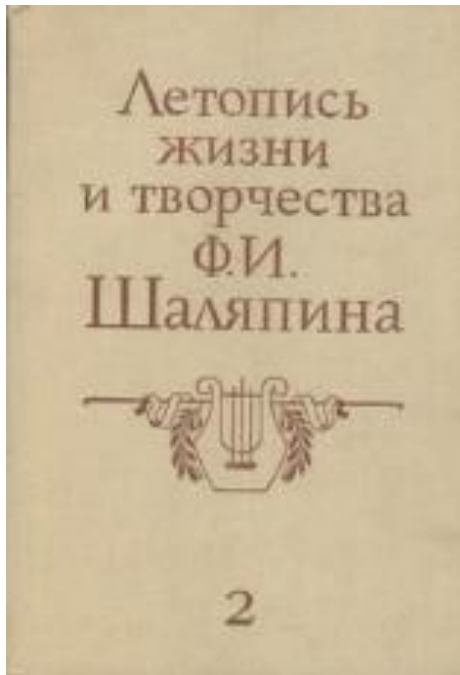 Летопись
жизни
и творчества
Ф.И.
Шаляпина
2